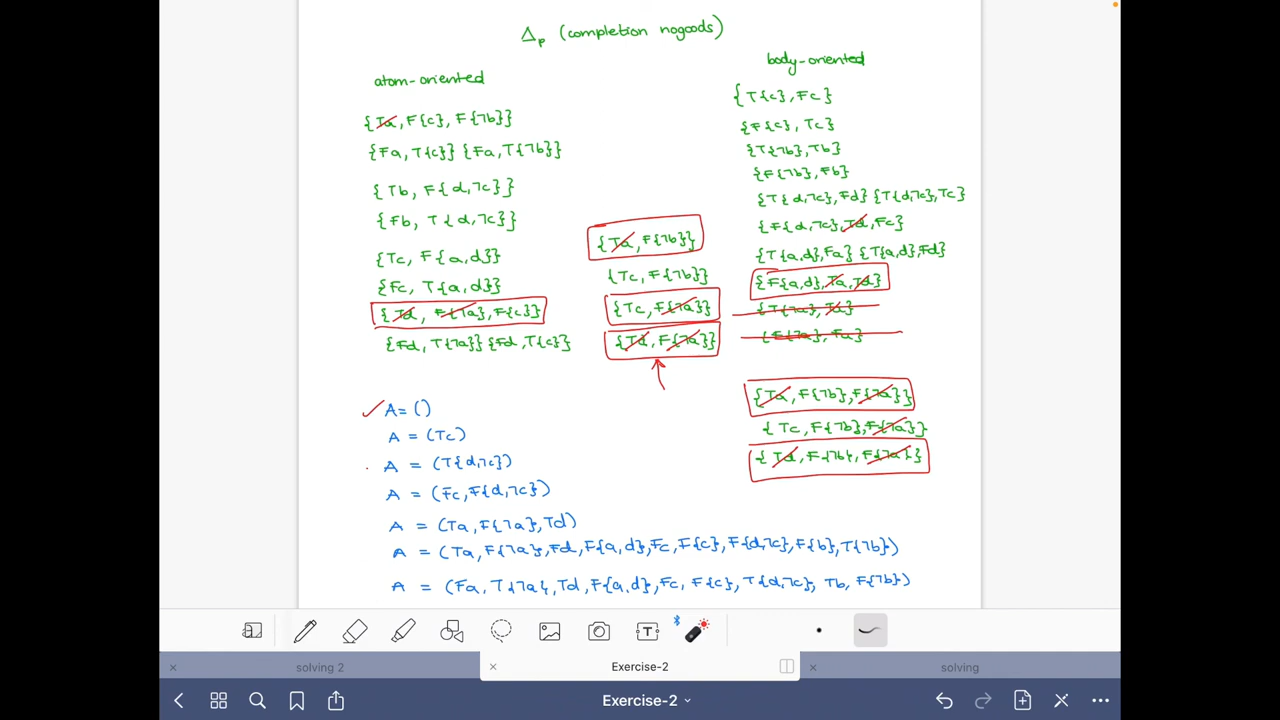 Δp (completion nogoods)
atom-oriented
{Ta, F{c}, F{¬b}}
{Fa, T{c}} {Fa, T{¬b}}
{Tb, F{d,¬c}}
{Fb, T{d,¬c}}
{Tc, F{a,d}}
{Fc, T{a,d}}
{Td, F{¬a}, F{c}}
{Fd, T{¬a}} {Fd, T{c}}
{Ta, F{¬b}}
{Tc, F{¬b}}
{Tc, F{¬a}}
{Td, F{¬a}}
body-oriented
{T{c}, Fc}
{F{c}, Tc}
{T{¬b}, Tb}
{F{¬b}, Fb}
{T{d,¬c}, Fd} {T{d,¬c}, Tc}
{F{d,¬c}, Td, Fc}
{T{a,d}, Fa} {T{a,d}, Fd}
{F{a,d}, Ta, Td}
{T{¬a}, Ta}
{F{¬a}, Fa}
{Ta, F{¬b}, F{¬a}}
{Tc, F{¬b}, F{¬a}}
{Td, F{¬b}, F{¬a}}
A = ()
A = (Tc)
A = (T{d,¬c})
A = (Fc, F{d,¬c})
A = (Ta, F{¬a}, Td)
A = (Ta, F{¬a}, Fd, F{a,d}, Fc, F{c}, F{d,¬c}, F{b}, T{¬b})
A = (Fa, T{¬a}, Td, F{a,d}, Fc, F{c}, T{d,¬c}, Tb, F{¬b})
T
solving 2
Exercise-2
solving
Exercise-2